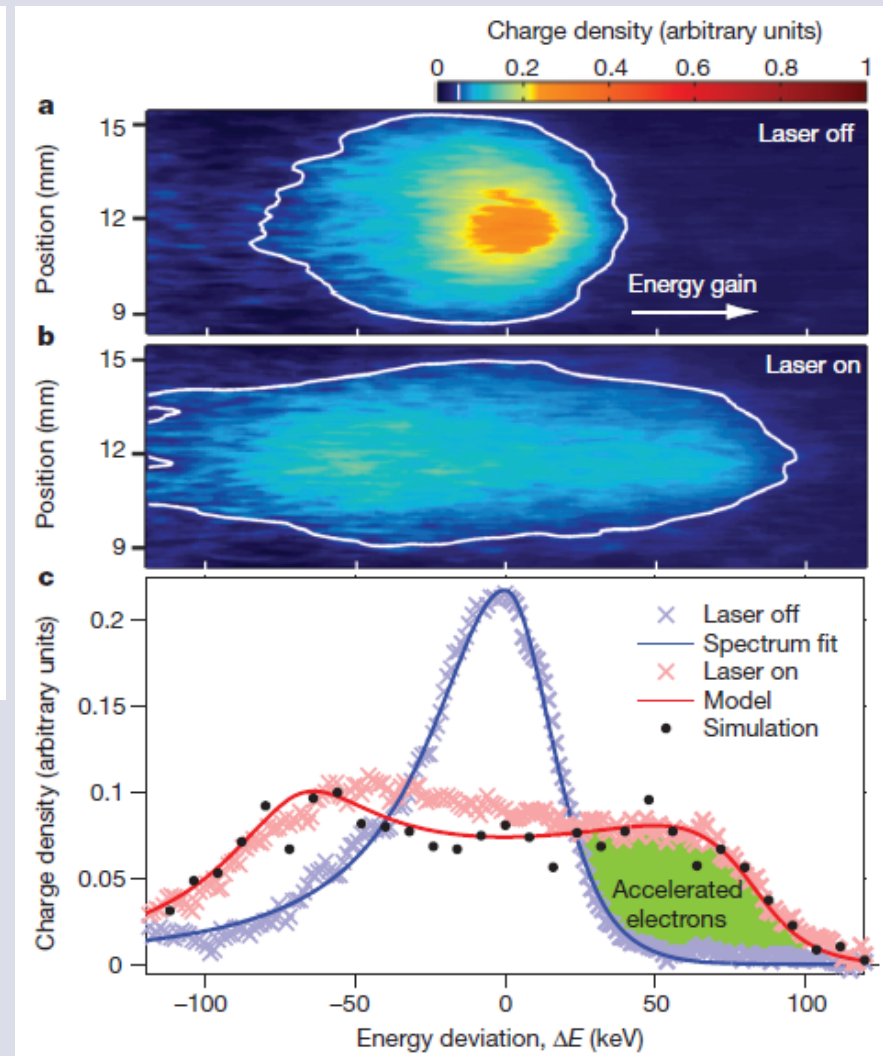 Charge density (arbitrary units)
0 0.2 0.4 0.6 0.8 1
a
Laser off
15
12
9
Position (mm)
Energy gain
b
Laser on
15
12
9
Position (mm)
c
Laser off
Spectrum fit
Laser on
Model
Simulation
0.2
0.15
0.1
0.05
0
Charge density (arbitrary units)
Accelerated
electrons
−100 −50 0 50 100
Energy deviation, ΔE (keV)